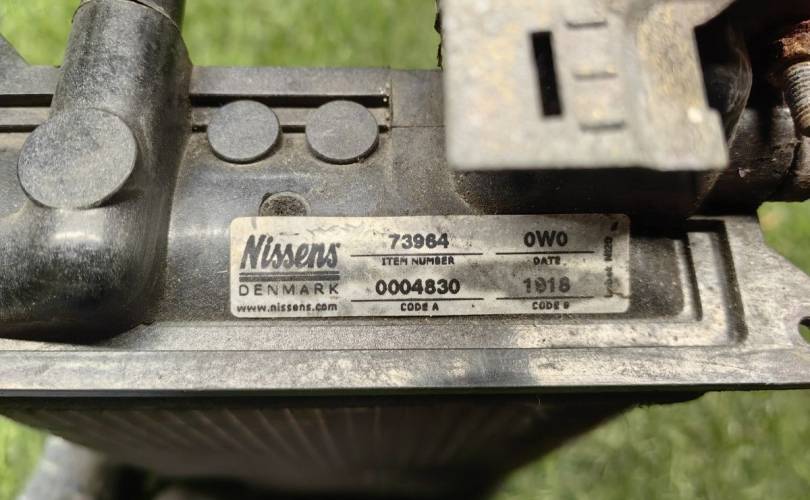 Nissens
DENMARK
www.nissens.com
73964
ITEM NUMBER
0W0
DATE
0004830
CODE A
1918
CODE B